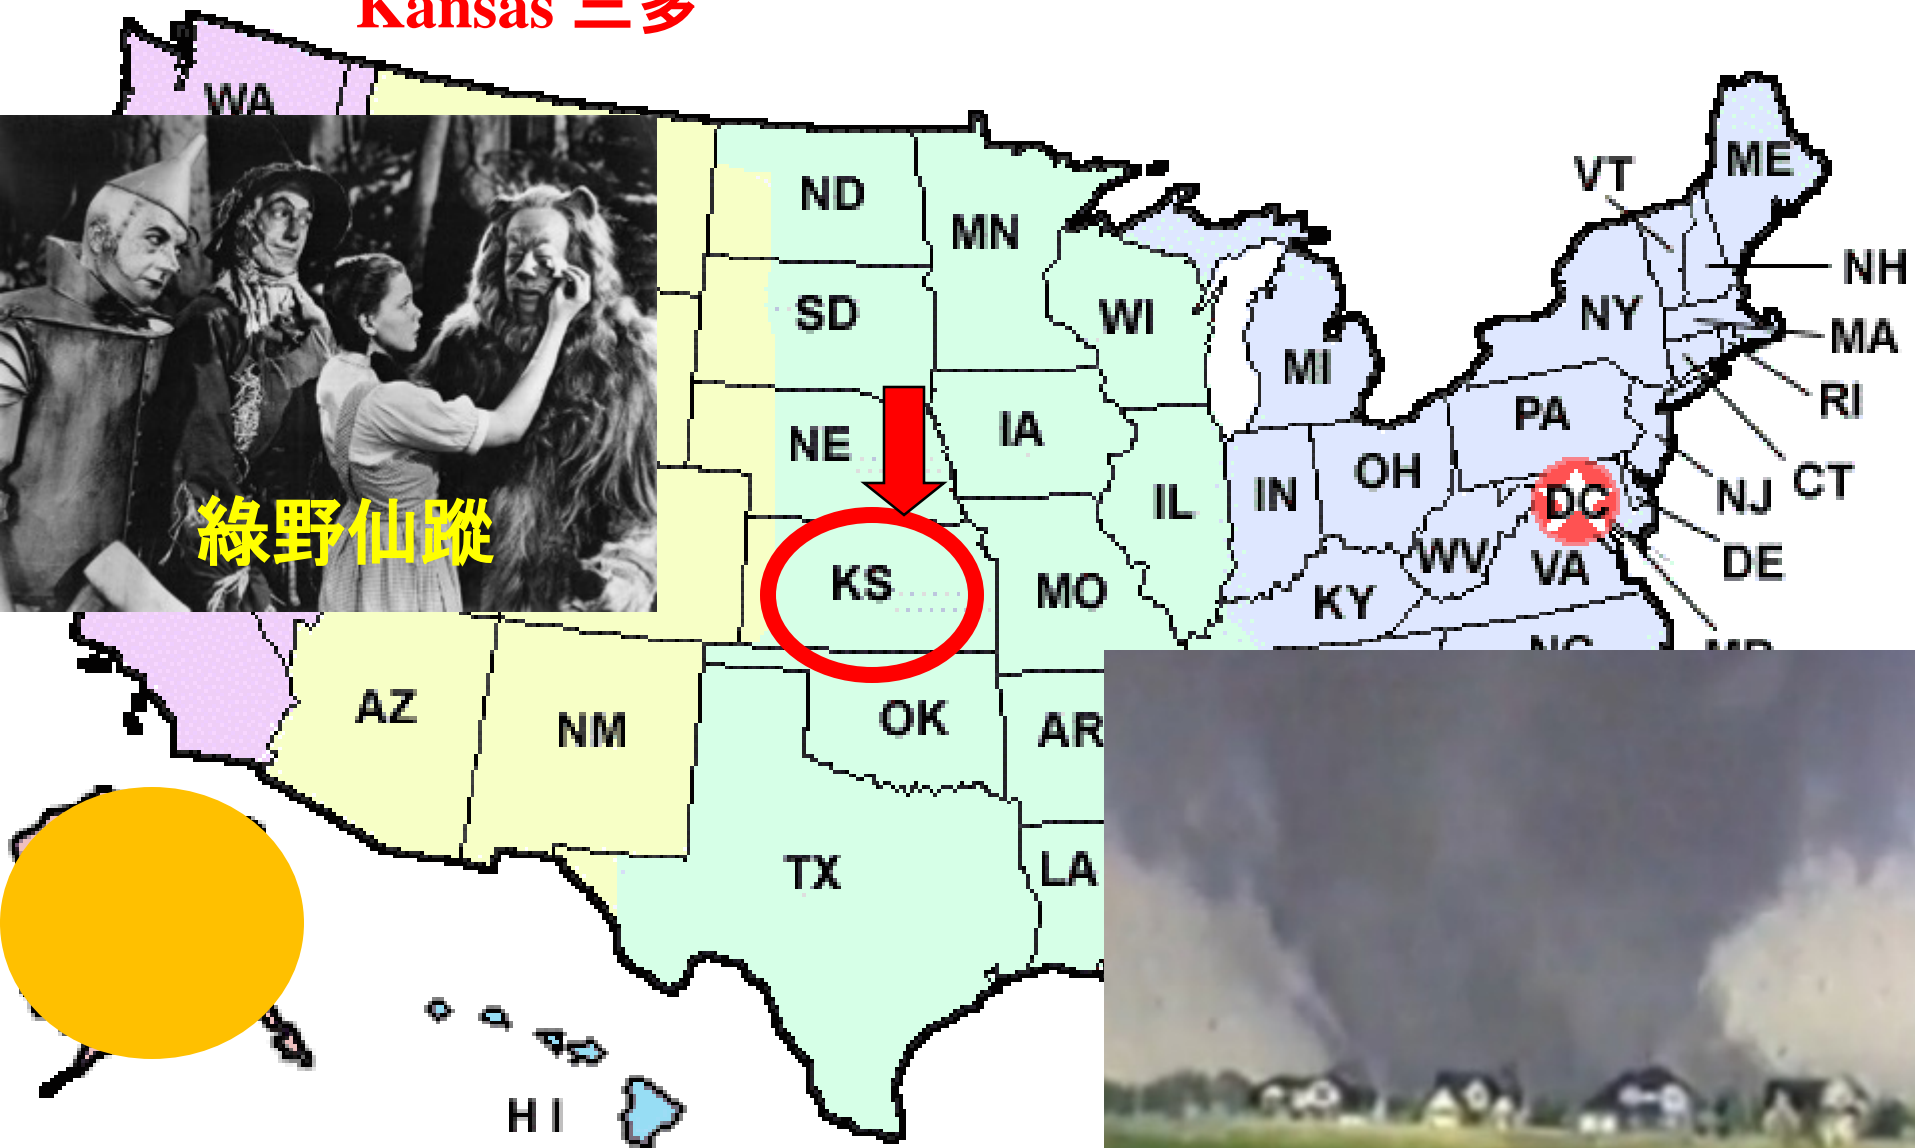 Kansas 三多
WA
ND
MN
VT
ME
NH
SD
WI
NY
MA
MI
RI
NE
IA
PA
CT
IL
IN
OH
NJ
DC
DE
WV
VA
KS
MO
KY
綠野仙蹤
NC
MD
AZ
NM
OK
AR
TX
LA
H I